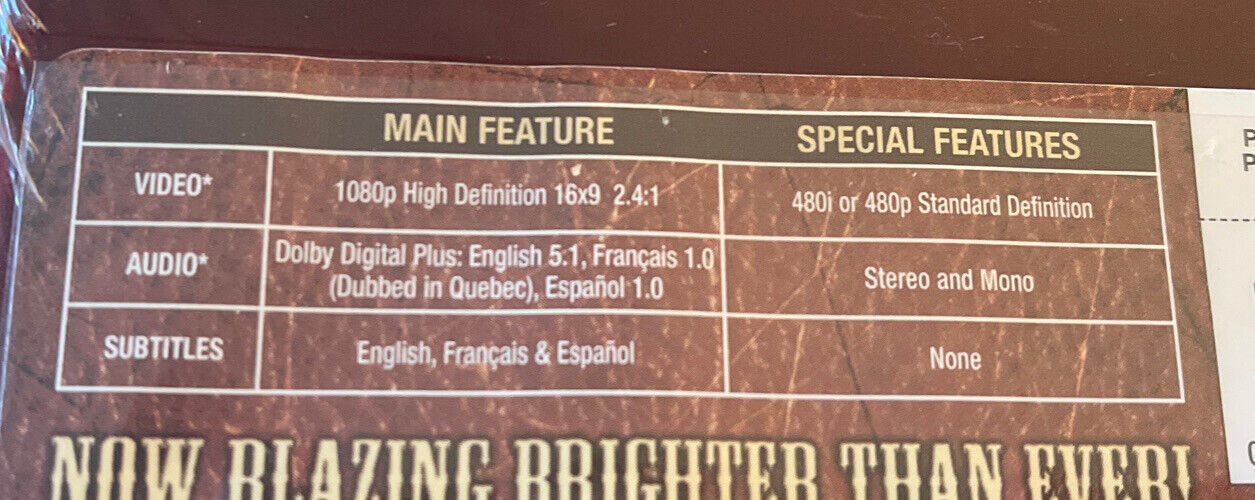 MAIN FEATURE SPECIAL FEATURES
VIDEO* 1080p High Definition 16x9 2.4:1 480i or 480p Standard Definition
AUDIO* Dolby Digital Plus: English 5.1, Français 1.0
(Dubbed in Quebec), Español 1.0 Stereo and Mono
SUBTITLES English, Français & Español None
NOW BLAZING BRIGHTER THAN EVER!